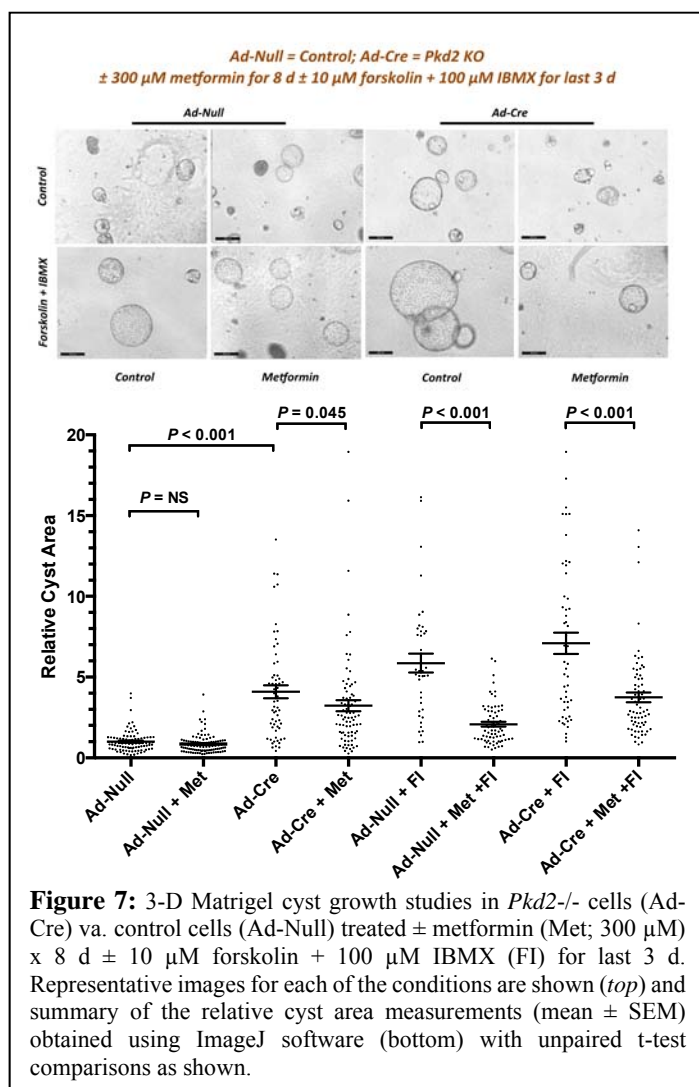 Ad-Null = Control; Ad-Cre = Pkd2 KO
± 300 µM metformin for 8 d ± 10 µM forskolin + 100 µM IBMX for last 3 d
Ad-Null Ad-Cre
Control
Forskolin + IBMX
Control Metformin Control Metformin
P < 0.001
P = NS
P = 0.045
P < 0.001
P < 0.001
Relative Cyst Area
20
15
10
5
0
Ad-Null
Ad-Null + Met
Ad-Cre
Ad-Cre + Met
Ad-Null + FI
Ad-Null + Met +FI
Ad-Cre + FI
Ad-Cre + Met +FI
Figure 7: 3-D Matrigel cyst growth studies in Pkd2-/- cells (Ad-
Cre) va. control cells (Ad-Null) treated ± metformin (Met; 300 µM)
x 8 d ± 10 µM forskolin + 100 µM IBMX (FI) for last 3 d.
Representative images for each of the conditions are shown (top) and
summary of the relative cyst area measurements (mean ± SEM)
obtained using ImageJ software (bottom) with unpaired t-test
comparisons as shown.